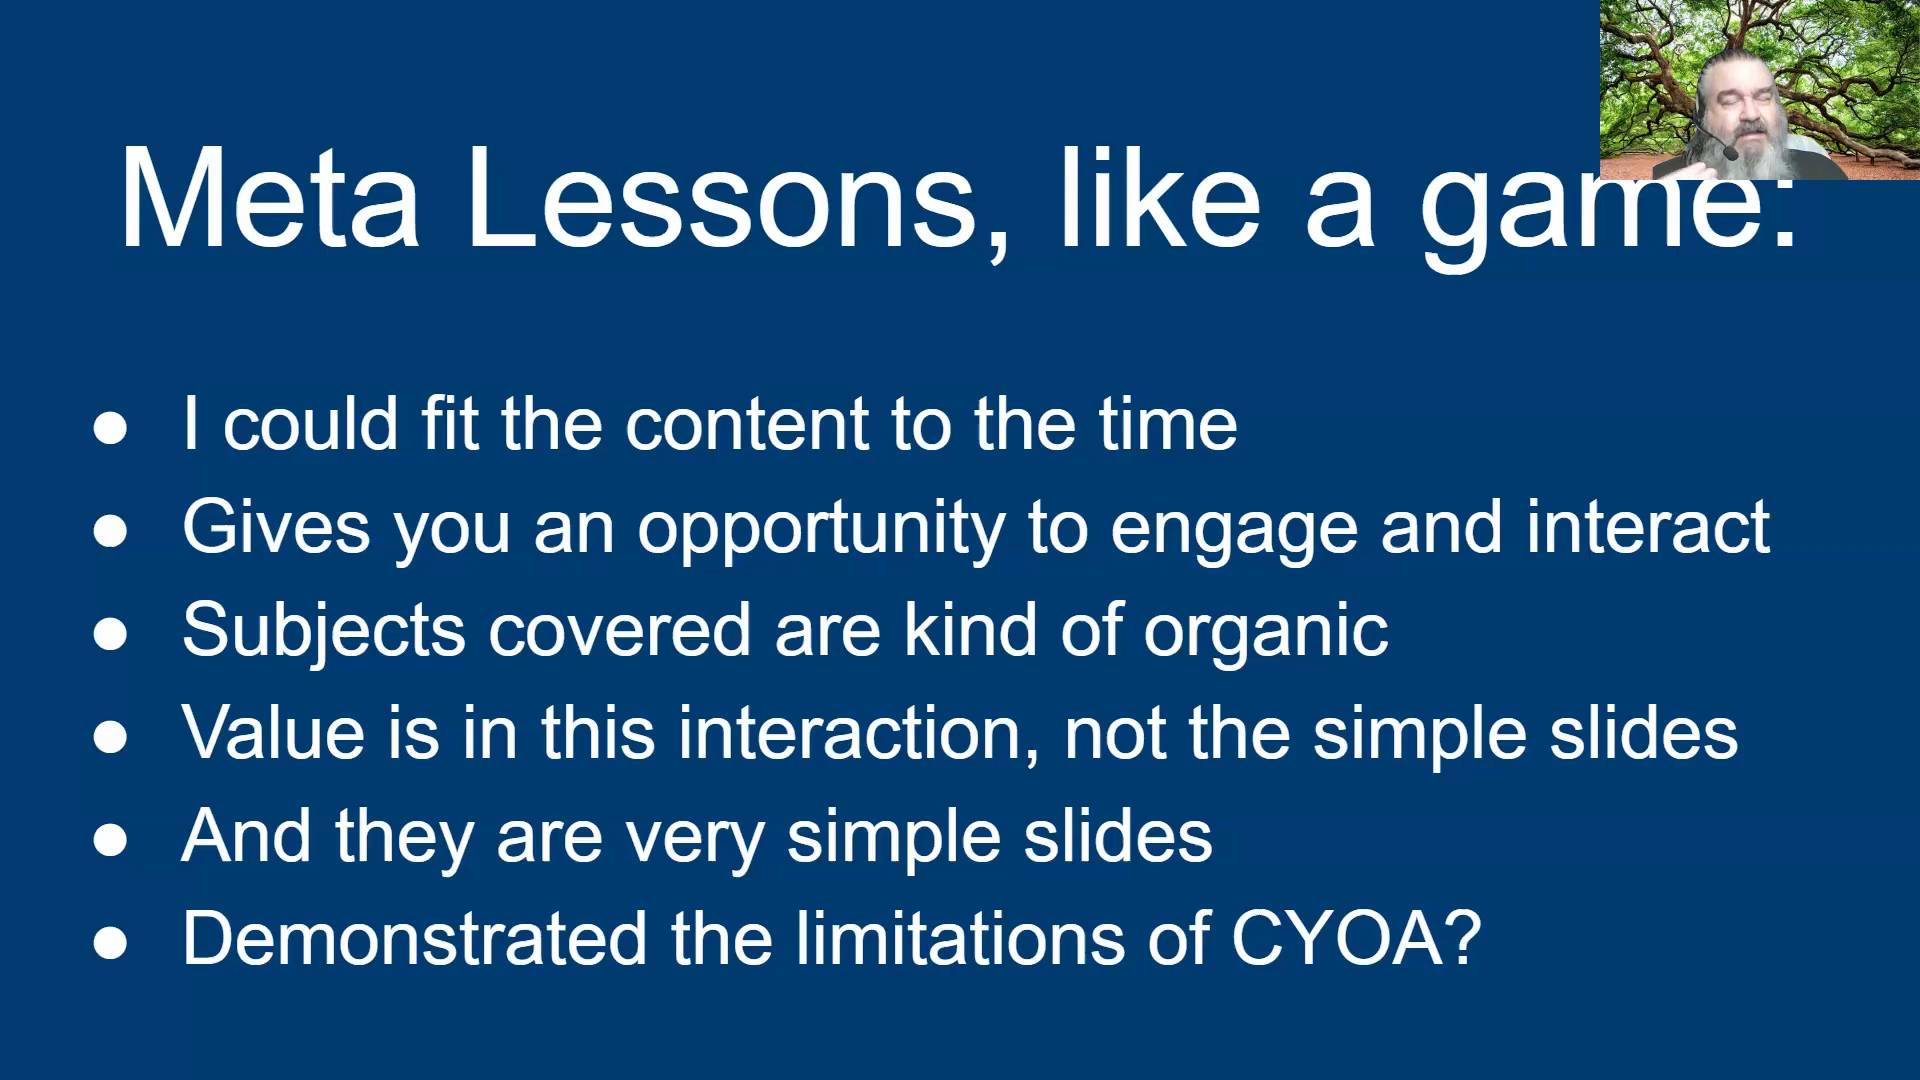 Meta Lessons, like a game:
● I could fit the content to the time
● Gives you an opportunity to engage and interact
● Subjects covered are kind of organic
● Value is in this interaction, not the simple slides
● And they are very simple slides
● Demonstrated the limitations of CYOA?